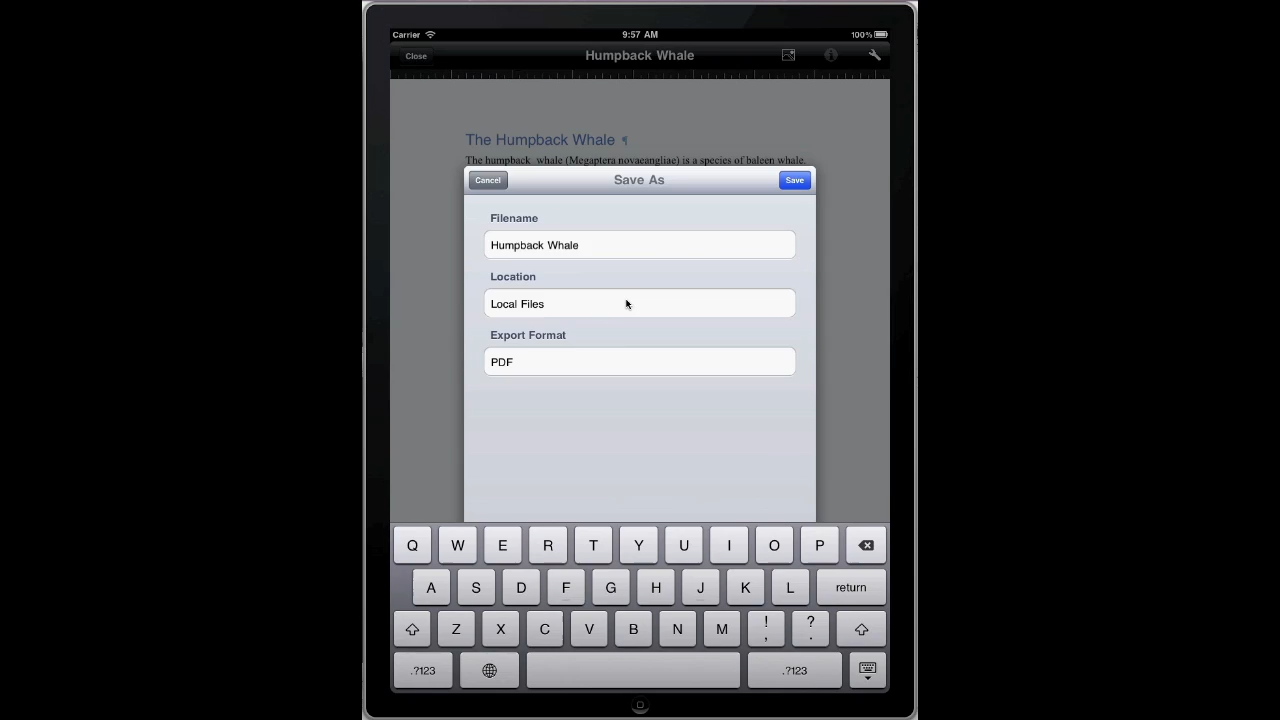 Carrier 9:57 AM 100%
Close Humpback Whale
The Humpback Whale ¶
The humpback whale (Megaptera novaeangliae) is a species of baleen whale.
Cancel Save As Save
Filename
Humpback Whale
Location
Local Files
Export Format
PDF
Q W E R T Y U I O P
A S D F G H J K L return
Z X C V B N M ! , ? .
.?123 .?123